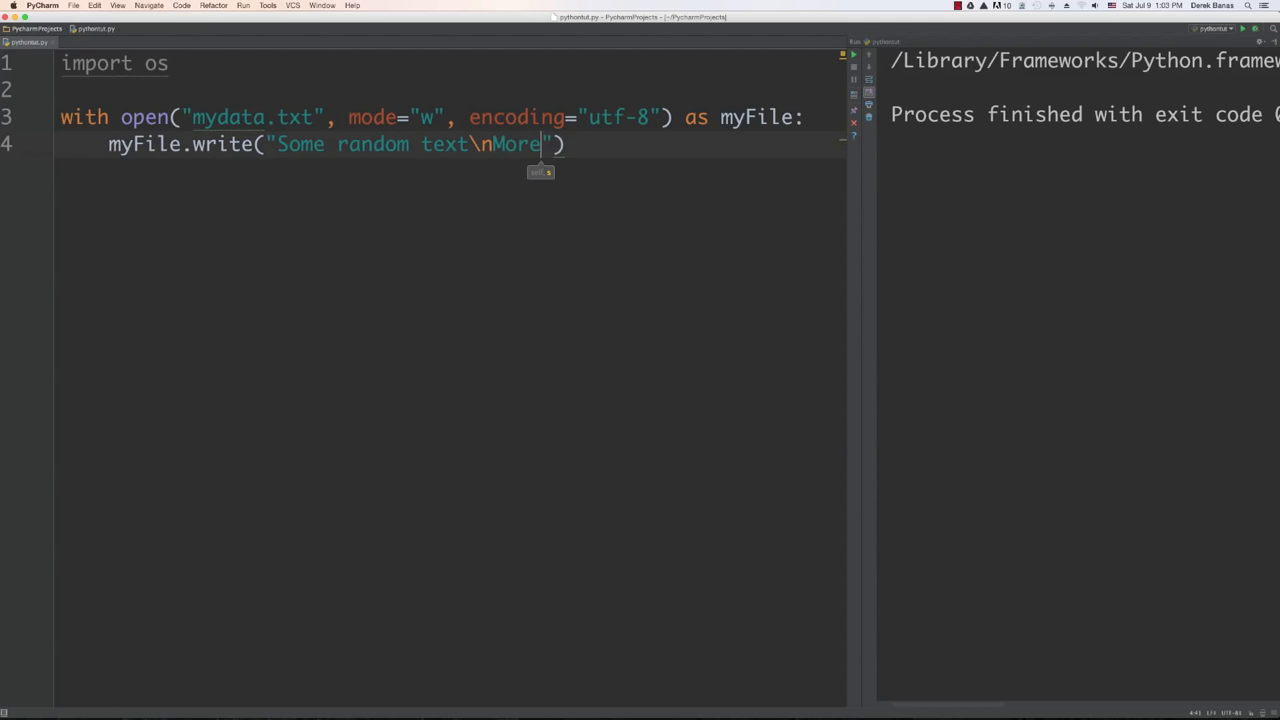 PyCharm File Edit View Navigate Code Refactor Run Tools VCS Window Help 10 Sat Jul 9 1:03 PM Derek Banas
pythontut.py - PycharmProjects - [~/PycharmProjects]
PycharmProjects pythontut.py pythontut
pythontut.py Run pythontut
1 import os
2
3 with open("mydata.txt", mode="w", encoding="utf-8") as myFile:
4 myFile.write("Some random text\nMore")
self, s
/Library/Frameworks/Python.framew
Process finished with exit code 0
4:41 LF≑ UTF-8≑